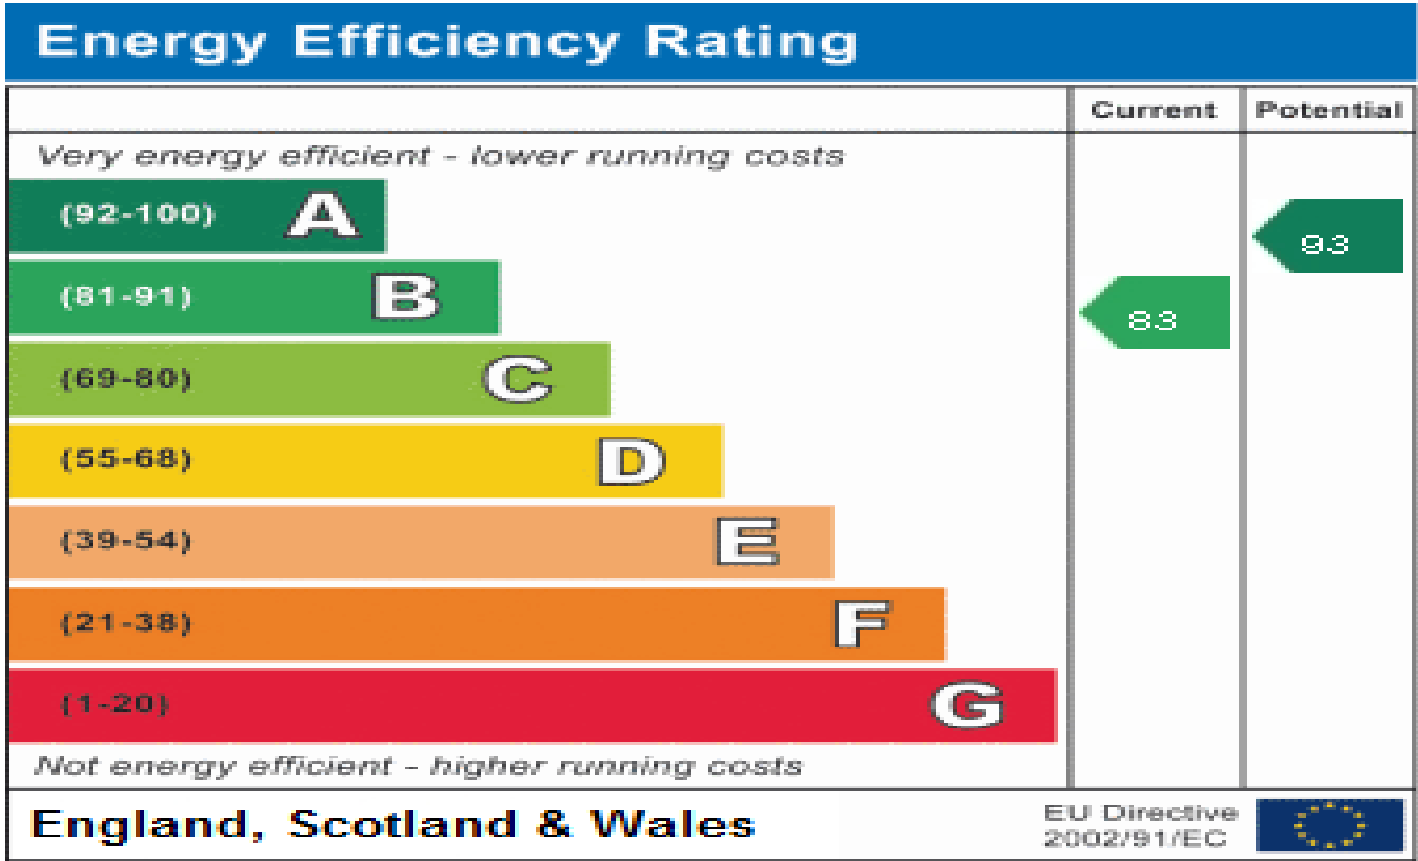 Energy Efficiency Rating
Current Potential
Very energy efficient - lower running costs
(92-100) A
93
(81-91) B
83
(69-80) C
(55-68) D
(39-54) E
(21-38) F
(1-20) G
Not energy efficient - higher running costs
England, Scotland & Wales
EU Directive
2002/91/EC